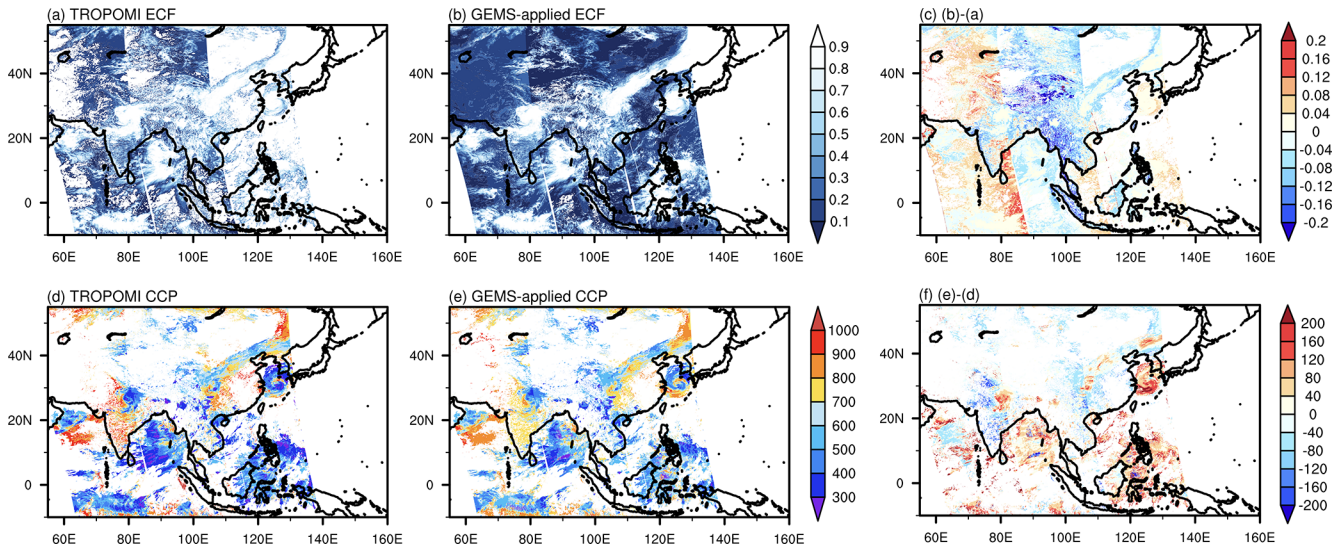 (a) TROPOMI ECF
(b) GEMS-applied ECF
(c) (b)-(a)
40N
20N
0
60E 80E 100E 120E 140E 160E
60E 80E 100E 120E 140E 160E
0.9
0.8
0.7
0.6
0.5
0.4
0.3
0.2
0.1
40N
20N
0
60E 80E 100E 120E 140E 160E
0.2
0.16
0.12
0.08
0.04
0
-0.04
-0.08
-0.12
-0.16
-0.2
(d) TROPOMI CCP
(e) GEMS-applied CCP
(f) (e)-(d)
40N
20N
0
60E 80E 100E 120E 140E 160E
60E 80E 100E 120E 140E 160E
1000
900
800
700
600
500
400
300
40N
20N
0
60E 80E 100E 120E 140E 160E
200
160
120
80
40
0
-40
-80
-120
-160
-200